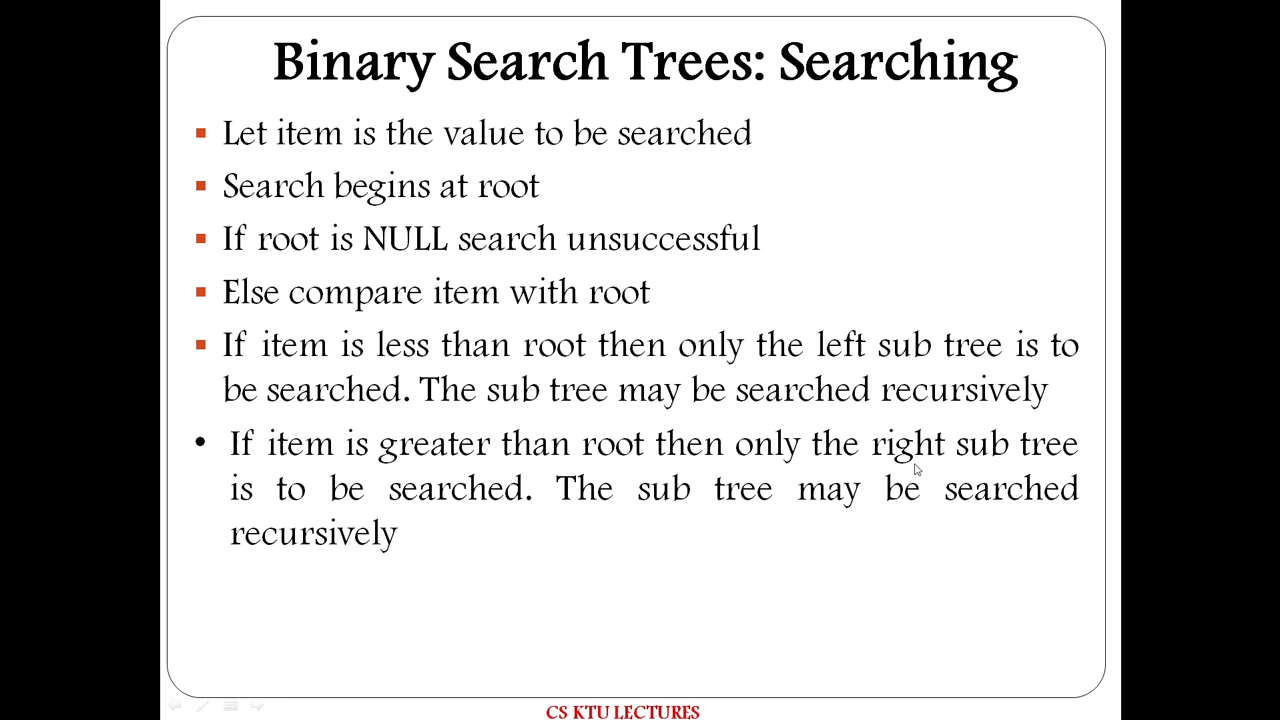 Binary Search Trees: Searching
▪ Let item is the value to be searched
▪ Search begins at root
▪ If root is NULL search unsuccessful
▪ Else compare item with root
▪ If item is less than root then only the left sub tree is to
be searched. The sub tree may be searched recursively
• If item is greater than root then only the right sub tree
is to be searched. The sub tree may be searched
recursively
CS KTU LECTURES